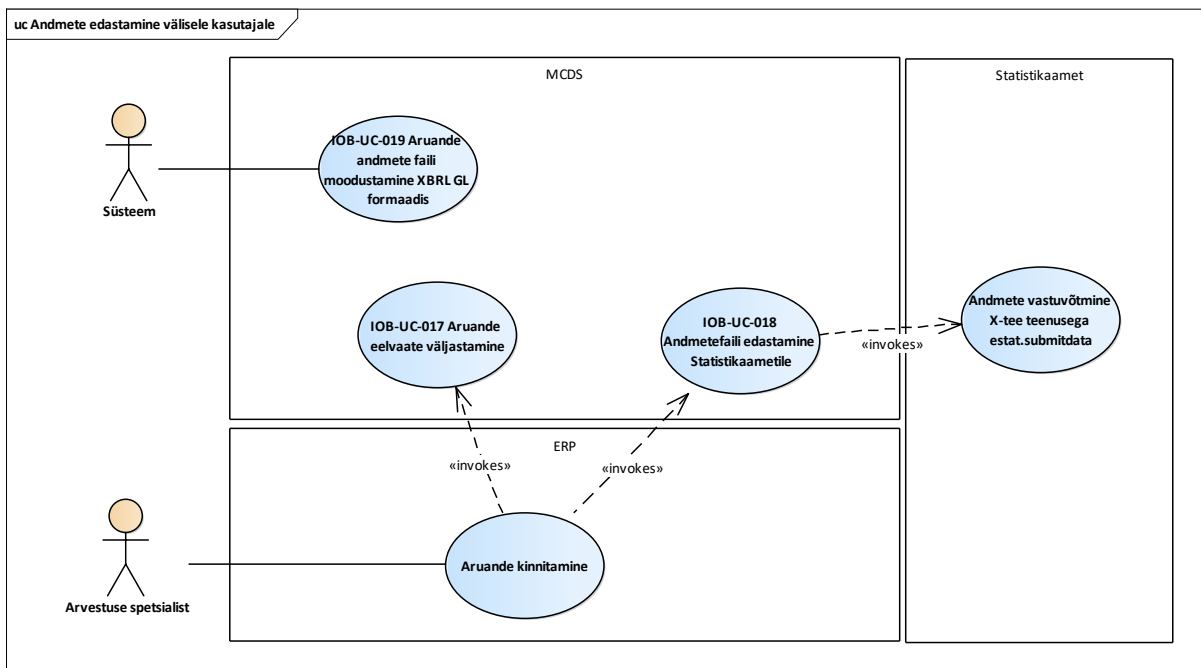 uc Andmete edastamine välisele kasutajale
MCDS
Statistikaamet
IOB-UC-019 Aruande
andmete faili
moodustamine XBRL GL
formaadis
Süsteem
IOB-UC-017 Aruande
eelvaate väljastamine
IOB-UC-018
Andmetefaili edastamine
Statistikaametile
«invokes»
Andmete vastuvõtmine
X-tee teenusega
estat.submitdata
ERP
«invokes»
«invokes»
Aruande kinnitamine
Arvestuse spetsialist